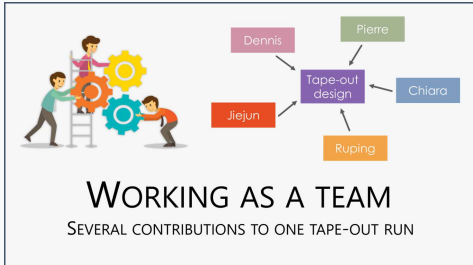 Pierre
Dennis
Tape-out
design
Chiara
Jiejun
Ruping
WORKING AS A TEAM
SEVERAL CONTRIBUTIONS TO ONE TAPE-OUT RUN